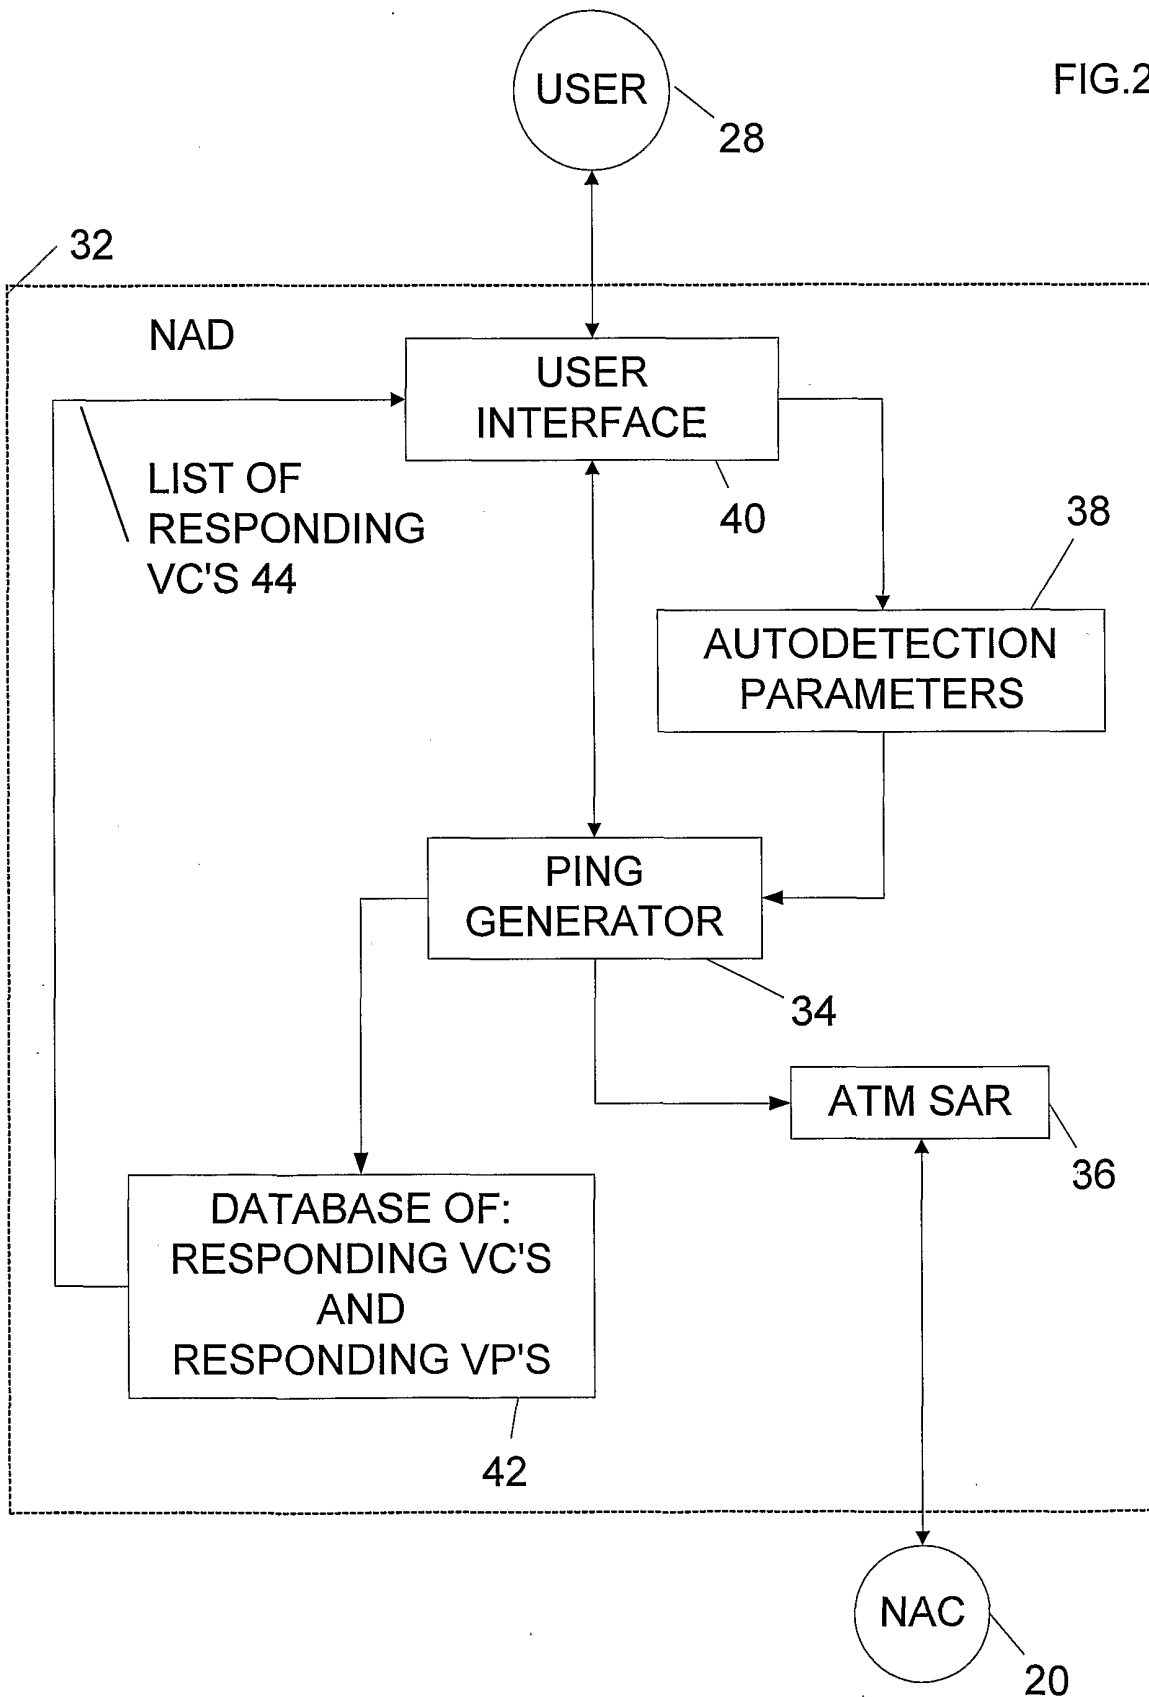 USER
FIG.2
28
32
NAD
USER
INTERFACE
LIST OF
RESPONDING
VC'S 44
40
38
AUTODETECTION
PARAMETERS
PING
GENERATOR
34
ATM SAR
36
DATABASE OF:
RESPONDING VC'S
AND
RESPONDING VP'S
42
NAC
20